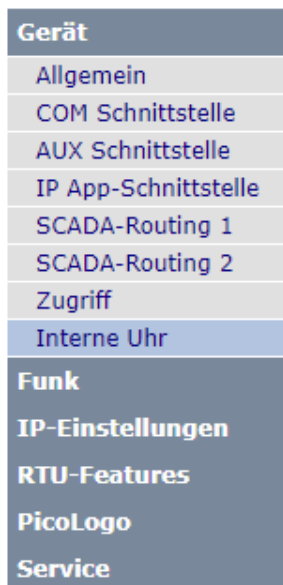 Gerät
Allgemein
COM Schnittstelle
AUX Schnittstelle
IP App-Schnittstelle
SCADA-Routing 1
SCADA-Routing 2
Zugriff
Interne Uhr
Funk
IP-Einstellungen
RTU-Features
PicoLogo
Service